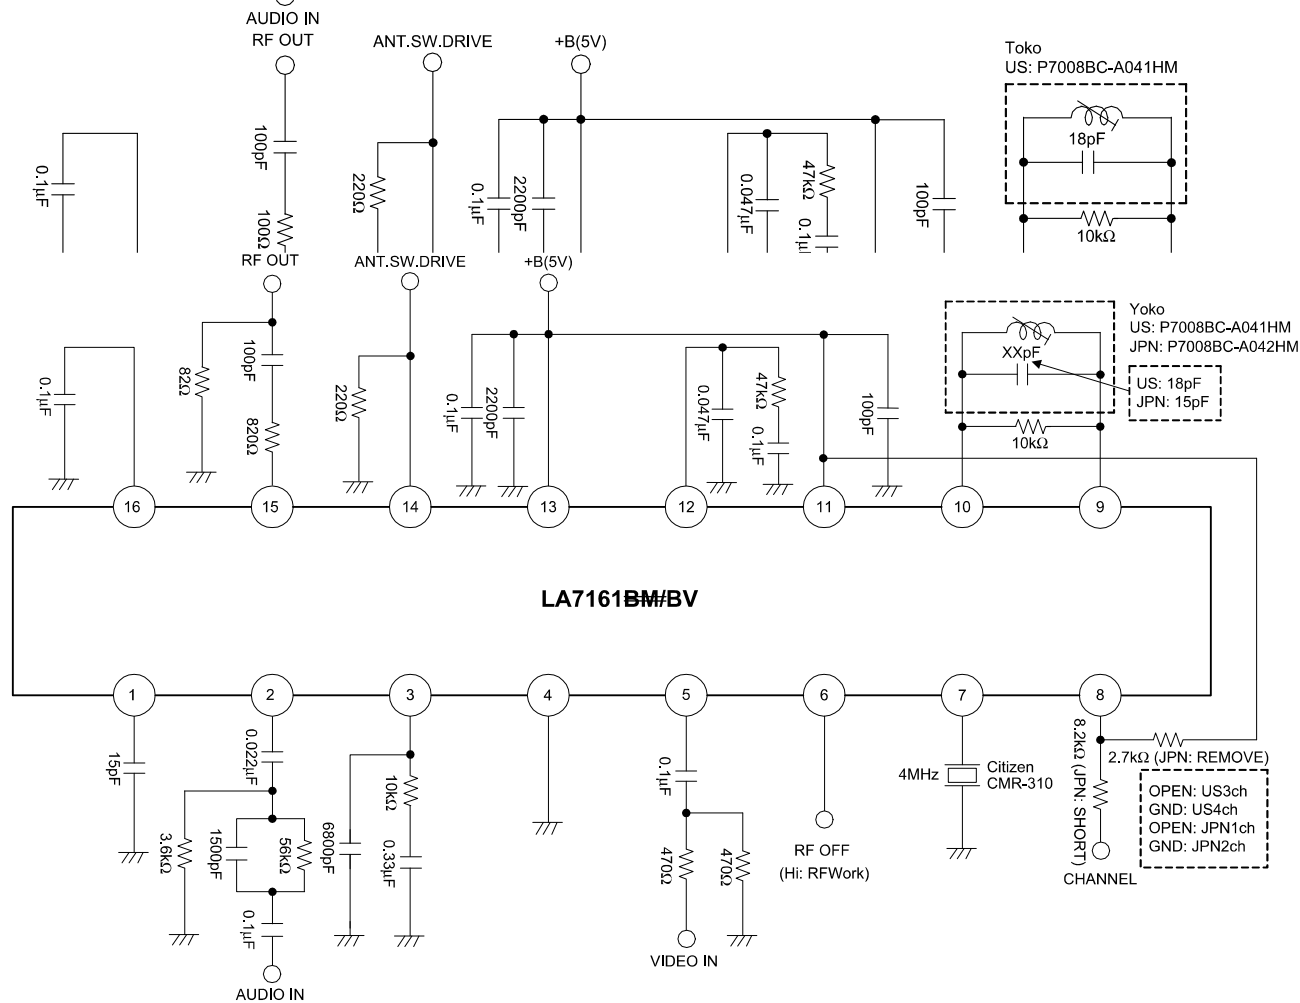 AUDIO IN
RF OUT
ANT.SW.DRIVE
+B(5V)
Toko
US: P7008BC-A041HM
18pF
10kΩ
0.1μF
100pF
100Ω
220Ω
0.1μF
2200pF
0.047μF
47kΩ
0.1μ
100pF
RF OUT
ANT.SW.DRIVE
+B(5V)
Yoko
US: P7008BC-A041HM
JPN: P7008BC-A042HM
XXpF
US: 18pF
JPN: 15pF
10kΩ
0.1μF
82Ω
100pF
820Ω
220Ω
0.1μF
2200pF
0.047μF
47kΩ
0.1μF
100pF
16
15
14
13
12
11
10
9
LA7161BM/BV
1
2
3
4
5
6
7
8
15pF
0.022μF
3.6kΩ
1500pF
56kΩ
0.1μF
AUDIO IN
6800pF
10kΩ
0.33μF
0.1μF
470Ω
470Ω
VIDEO IN
RF OFF
(Hi: RFWork)
4MHz
Citizen
CMR-310
8.2kΩ (JPN: SHORT)
2.7kΩ (JPN: REMOVE)
OPEN: US3ch
GND: US4ch
OPEN: JPN1ch
GND: JPN2ch
CHANNEL